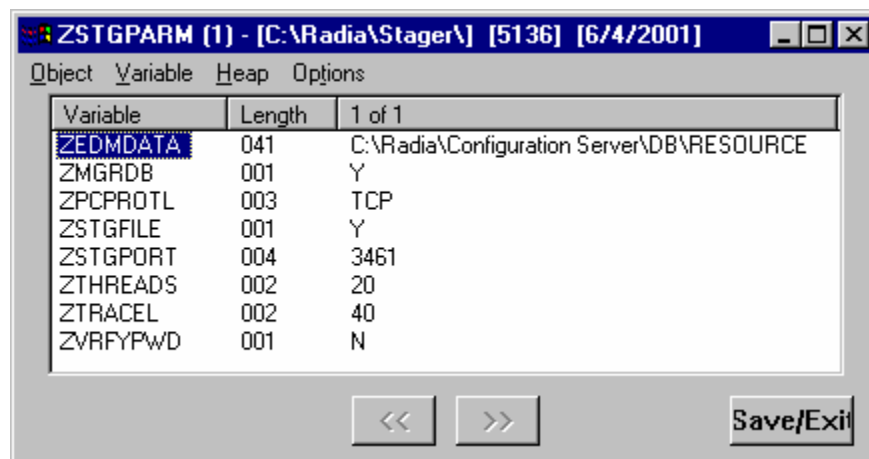 ZSTGPARM (1) - [C:\Radia\Stager\] [5136] [6/4/2001]
Object Variable Heap Options
Variable Length 1 of 1
ZEDMDATA 041 C:\Radia\Configuration Server\DB\RESOURCE
ZMGRDB 001 Y
ZPCPROTL 003 TCP
ZSTGFILE 001 Y
ZSTGPORT 004 3461
ZTHREADS 002 20
ZTRACEL 002 40
ZVRFYPWD 001 N
<< >> Save/Exit